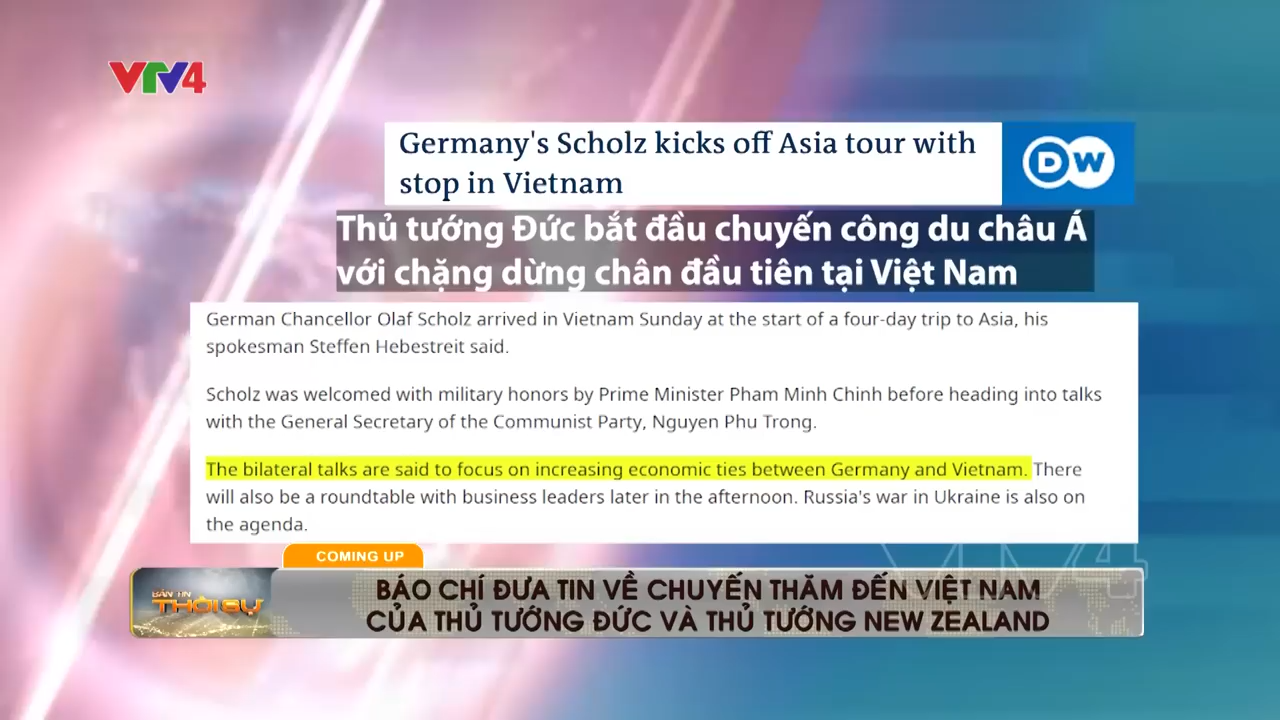 VTV4
Germany's Scholz kicks off Asia tour with
stop in Vietnam
DW
Thủ tướng Đức bắt đầu chuyến công du châu Á
với chặng dừng chân đầu tiên tại Việt Nam
German Chancellor Olaf Scholz arrived in Vietnam Sunday at the start of a four-day trip to Asia, his
spokesman Steffen Hebestreit said.
Scholz was welcomed with military honors by Prime Minister Pham Minh Chinh before heading into talks
with the General Secretary of the Communist Party, Nguyen Phu Trong.
The bilateral talks are said to focus on increasing economic ties between Germany and Vietnam. There
will also be a roundtable with business leaders later in the afternoon. Russia's war in Ukraine is also on
the agenda.
COMING UP
VTV4
BẢN TIN
THỜI SỰ
BÁO CHÍ ĐƯA TIN VỀ CHUYẾN THĂM ĐẾN VIỆT NAM
CỦA THỦ TƯỚNG ĐỨC VÀ THỦ TƯỚNG NEW ZEALAND